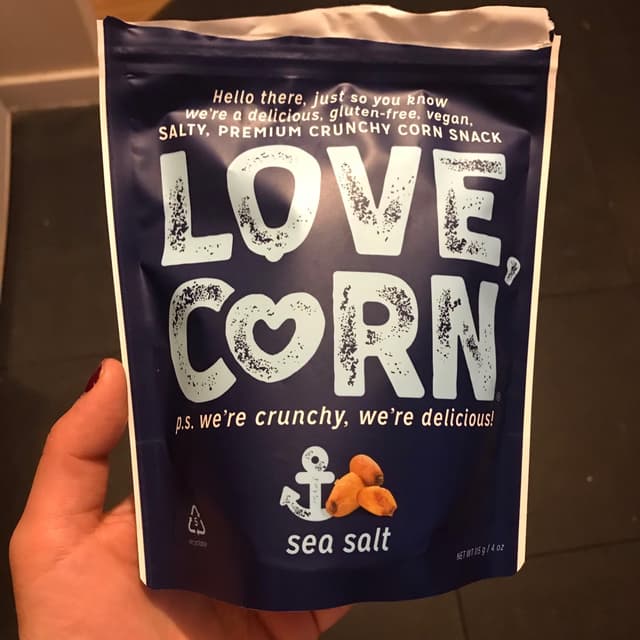 Hello there, just so you know
we're a delicious, gluten-free, vegan,
SALTY, PREMIUM CRUNCHY CORN SNACK
LOVE,
CORN
p.s. we're crunchy, we're delicious!
sea salt
5
NET WT 115 g / 4 oz